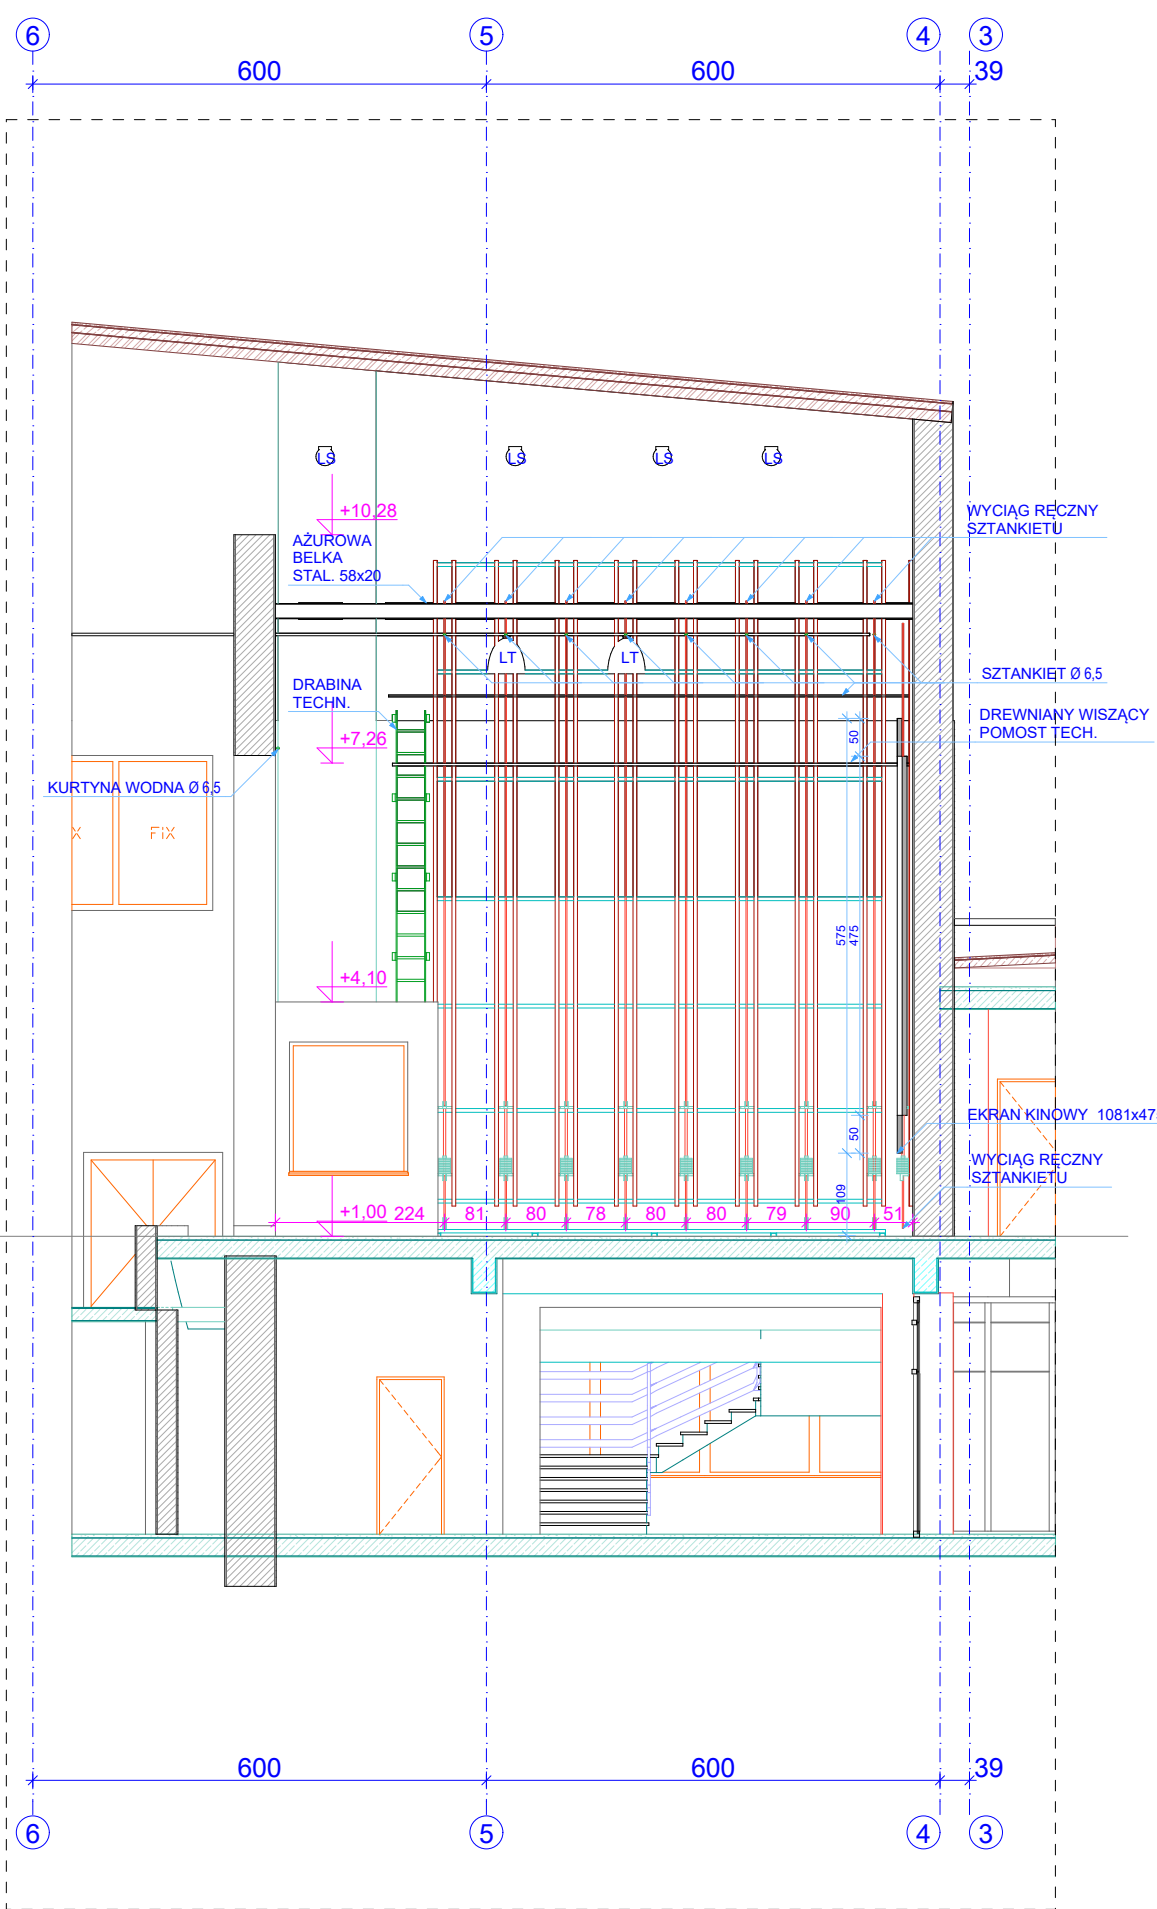 6 5 4 3
600 600 39
LS LS LS LS
+10,28
WYCIĄG RĘCZNY
SZTANKIETU
AŻUROWA
BELKA
STAL. 58x20
LT LT
SZTANKIET Ø 6,5
DRABINA
TECHN.
DREWNIANY WISZĄCY
POMOST TECH.
+7,26
50
KURTYNA WODNA Ø 6,5
X FIX
575
475
+4,10
EKRAN KINOWY 1081x47
50
WYCIĄG RĘCZNY
SZTANKIETU
109
+1,00
224 81 80 78 80 80 79 90 51
600 600 39
6 5 4 3